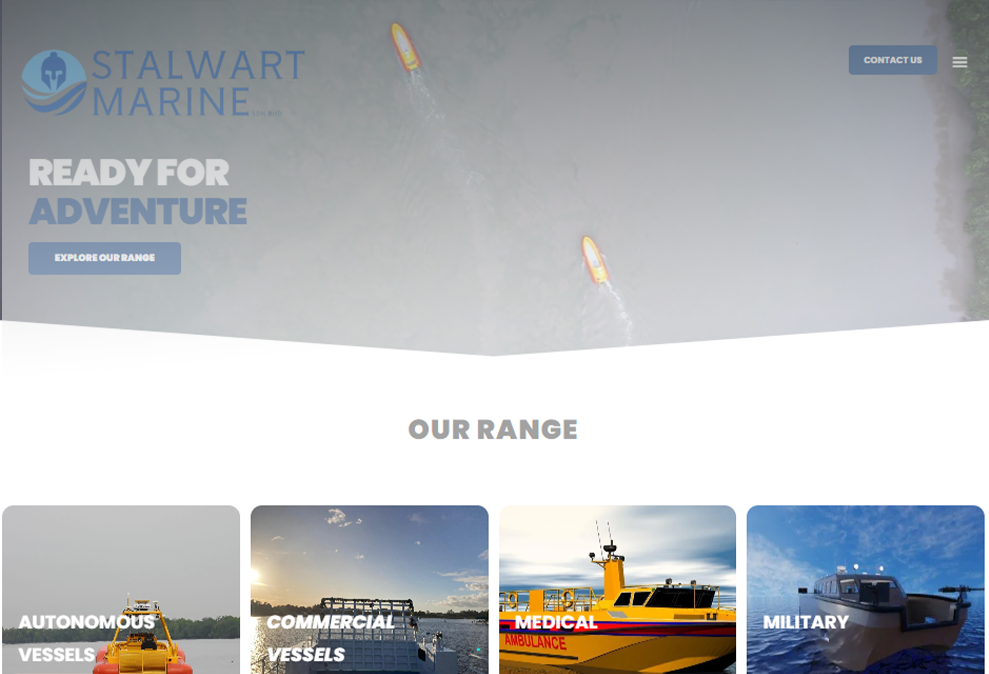 STALWART
MARINE
CONTACT US
READY FOR
ADVENTURE
EXPLORE OUR RANGE
OUR RANGE
AUTONOMOUS
VESSELS
COMMERCIAL
VESSELS
MEDICAL
AMBULANCE
MILITARY